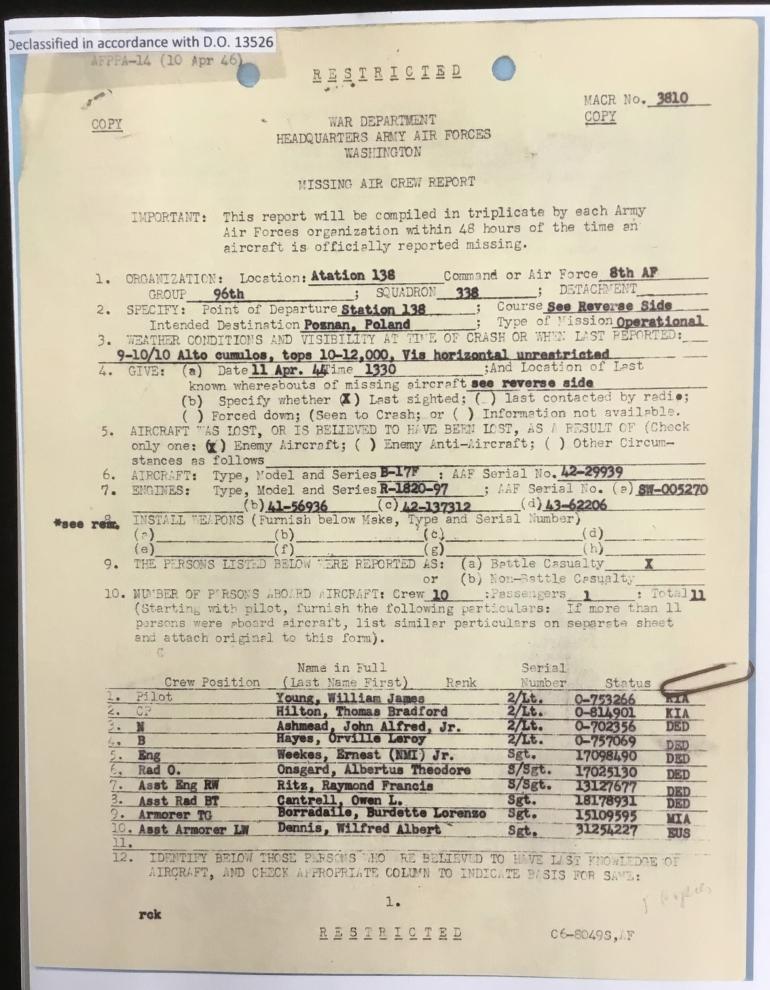 Declassified in accordance with D.O. 13526
AFPPA-14 (10 Apr 46)
RESTRICTED
MACR No. 3810
COPY
COPY
WAR DEPARTMENT
HEADQUARTERS ARMY AIR FORCES
WASHINGTON
MISSING AIR CREW REPORT
IMPORTANT: This report will be compiled in triplicate by each Army
Air Forces organization within 48 hours of the time an
aircraft is officially reported missing.
1. ORGANIZATION: Location: Atation 138 Command or Air Force 8th AF
GROUP 96th ; SQUADRON 338 ; DETACHMENT
2. SPECIFY: Point of Departure Station 138 ; Course See Reverse Side
Intended Destination Poznan, Poland ; Type of Mission Operational
3. WEATHER CONDITIONS AND VISIBILITY AT TIME OF CRASH OR WHEN LAST REPORTED:
9-10/10 Alto cumulos, tops 10-12,000, Vis horizontal unrestricted
4. GIVE: (a) Date 11 Apr. 44 Time 1330 ;And Location of Last
known whereabouts of missing aircraft see reverse side
(b) Specify whether (X) Last sighted; ( ) last contacted by radio;
( ) Forced down; (Seen to Crash; or ( ) Information not available.
5. AIRCRAFT WAS LOST, OR IS BELIEVED TO HAVE BEEN LOST, AS A RESULT OF (Check
only one: (X) Enemy Aircraft; ( ) Enemy Anti-Aircraft; ( ) Other Circum-
stances as follows
6. AIRCRAFT: Type, Model and Series B-17F ; AAF Serial No. 42-29939
7. ENGINES: Type, Model and Series R-1820-97 ; AAF Serial No. (a) SW-005270
(b) 41-56936 (c) 42-137312 (d) 43-62206
*see rem. INSTALL WEAPONS (Furnish below Make, Type and Serial Number)
(a) (b) (c) (d)
(e) (f) (g) (h)
9. THE PERSONS LISTED BELOW WERE REPORTED AS: (a) Battle Casualty X
or (b) Non-Battle Casualty
10. NUMBER OF PERSONS ABOARD AIRCRAFT: Crew 10 ;Passengers 1 ; Total 11
(Starting with pilot, furnish the following particulars: If more than 11
persons were aboard aircraft, list similar particulars on separate sheet
and attach original to this form).
Name in Full Serial
Crew Position (Last Name First) Rank Number Status
1. Pilot Young, William James 2/Lt. 0-753266 KIA
2. CP Hilton, Thomas Bradford 2/Lt. 0-814901 KIA
3. N Ashmead, John Alfred, Jr. 2/Lt. 0-702356 DED
4. B Hayes, Orville Leroy 2/Lt. 0-757069 DED
5. Eng Weekes, Ernest (NMI) Jr. Sgt. 17098490 DED
6. Rad O. Onsgard, Albertus Theodore S/Sgt. 17025130 DED
7. Asst Eng RW Ritz, Raymond Francis S/Sgt. 13127677 DED
8. Asst Rad BT Cantrell, Owen L. Sgt. 18178931 DED
9. Armorer TG Borradaile, Burdette Lorenzo Sgt. 15109595 MIA
10. Asst Armorer LW Dennis, Wilfred Albert Sgt. 31254227 EUS
11.
12. IDENTIFY BELOW THOSE PERSONS WHO ARE BELIEVED TO HAVE LAST KNOWLEDGE OF
AIRCRAFT, AND CHECK APPROPRIATE COLUMN TO INDICATE BASIS FOR SAME:
1.
rck
RESTRICTED
C6-8049S,AF